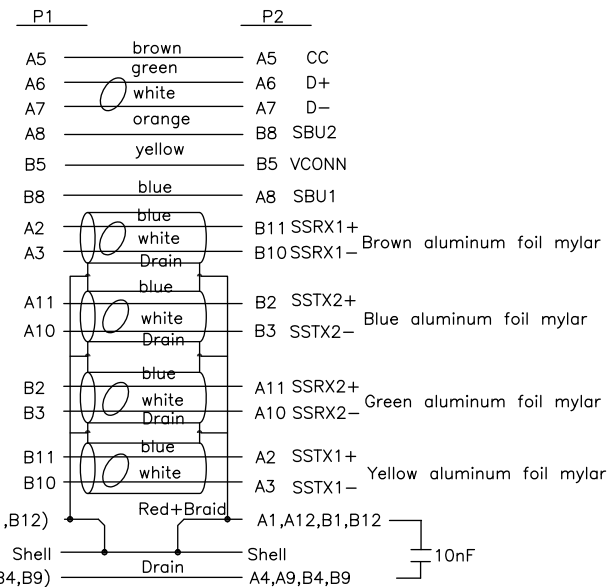 P1 P2
brown
A5 A5 CC
green
A6 A6 D+
white
A7 A7 D-
orange
A8 B8 SBU2
yellow
B5 B5 VCONN
blue
B8 A8 SBU1
blue
A2 B11 SSRX1+
white
Brown aluminum foil mylar
A3 B10 SSRX1-
Drain
blue
A11 B2 SSTX2+
white
Blue aluminum foil mylar
A10 B3 SSTX2-
Drain
blue
B2 A11 SSRX2+
white
Green aluminum foil mylar
B3 A10 SSRX2-
Drain
blue
B11 A2 SSTX1+
white
Yellow aluminum foil mylar
B10 A3 SSTX1-
Red+Braid
,B12) A1,A12,B1,B12
Shell Shell
10nF
Drain
B4,B9) A4,A9,B4,B9